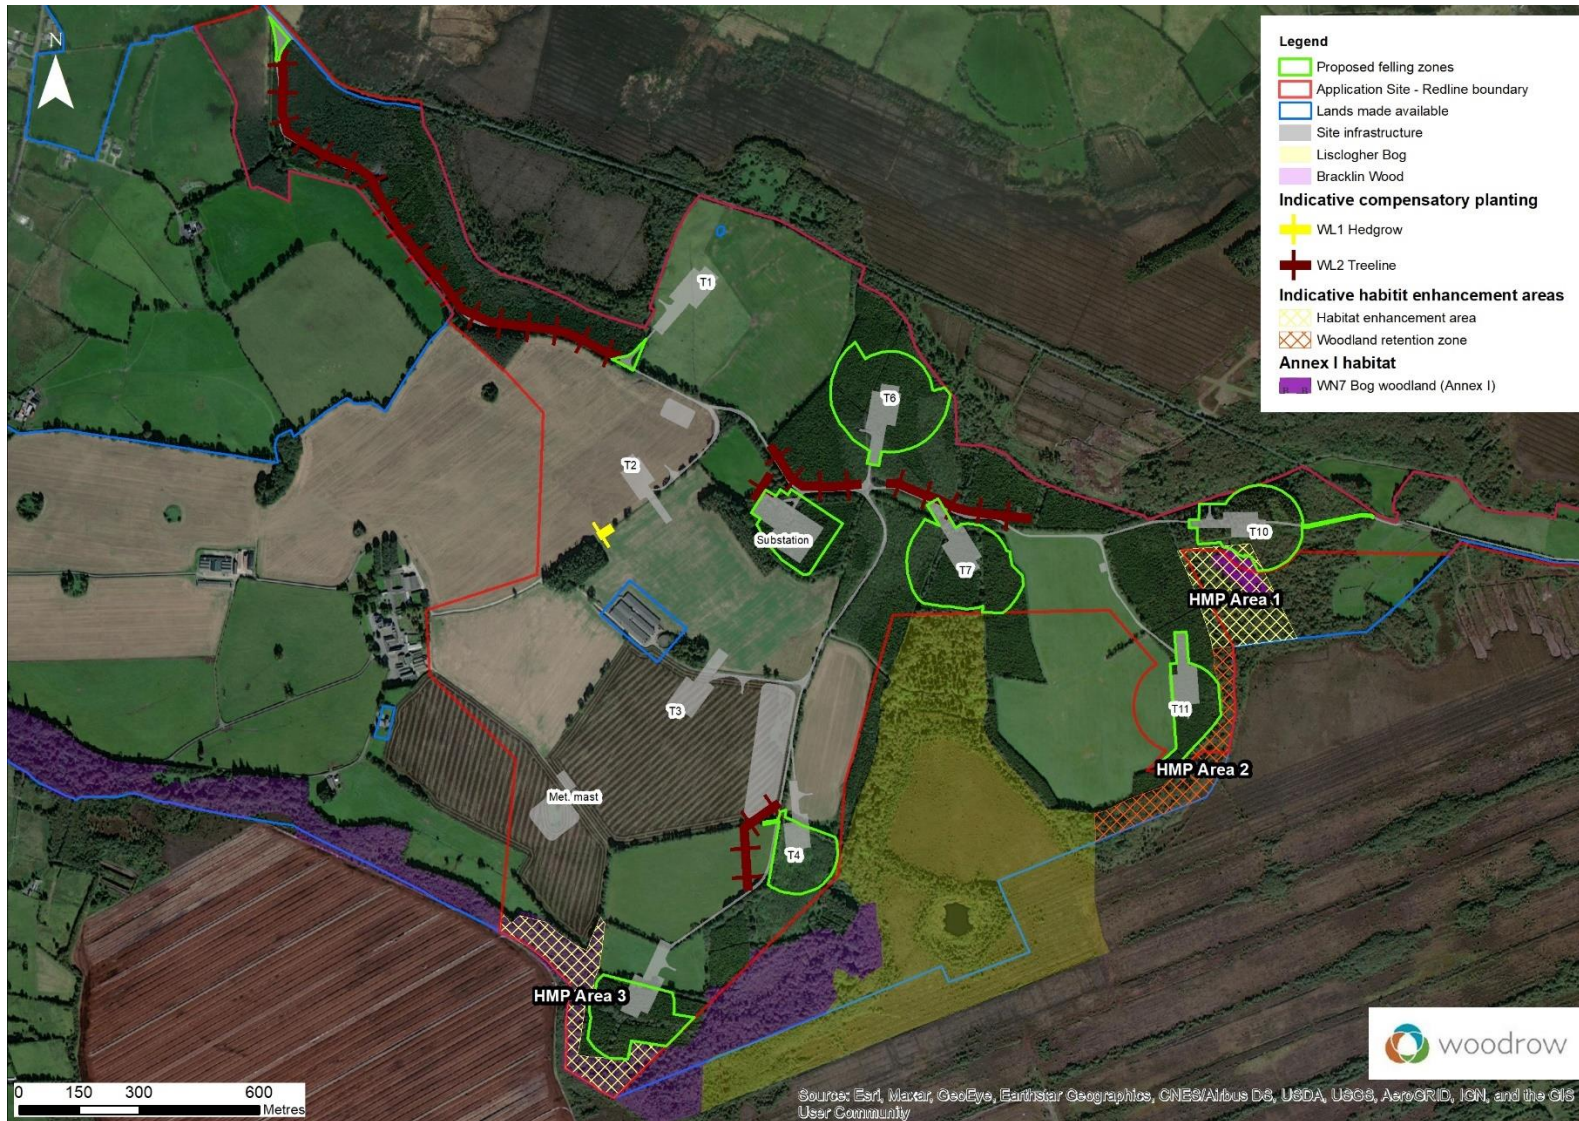 N
Legend
Proposed felling zones
Application Site - Redline boundary
Lands made available
Site infrastructure
Lisclogher Bog
Bracklin Wood
Indicative compensatory planting
WL1 Hedgrow
WL2 Treeline
Indicative habitit enhancement areas
Habitat enhancement area
Woodland retention zone
Annex I habitat
WN7 Bog woodland (Annex I)
T1
T6
T2
T10
Substation
T7
HMP Area 1
T3
T11
HMP Area 2
Met. mast
T4
HMP Area 3
woodrow
0 150 300 600
Metres
Source: Esri, Maxar, GeoEye, Earthstar Geographics, CNES/Airbus DS, USDA, USGS, AeroGRID, IGN, and the GIS
User Community